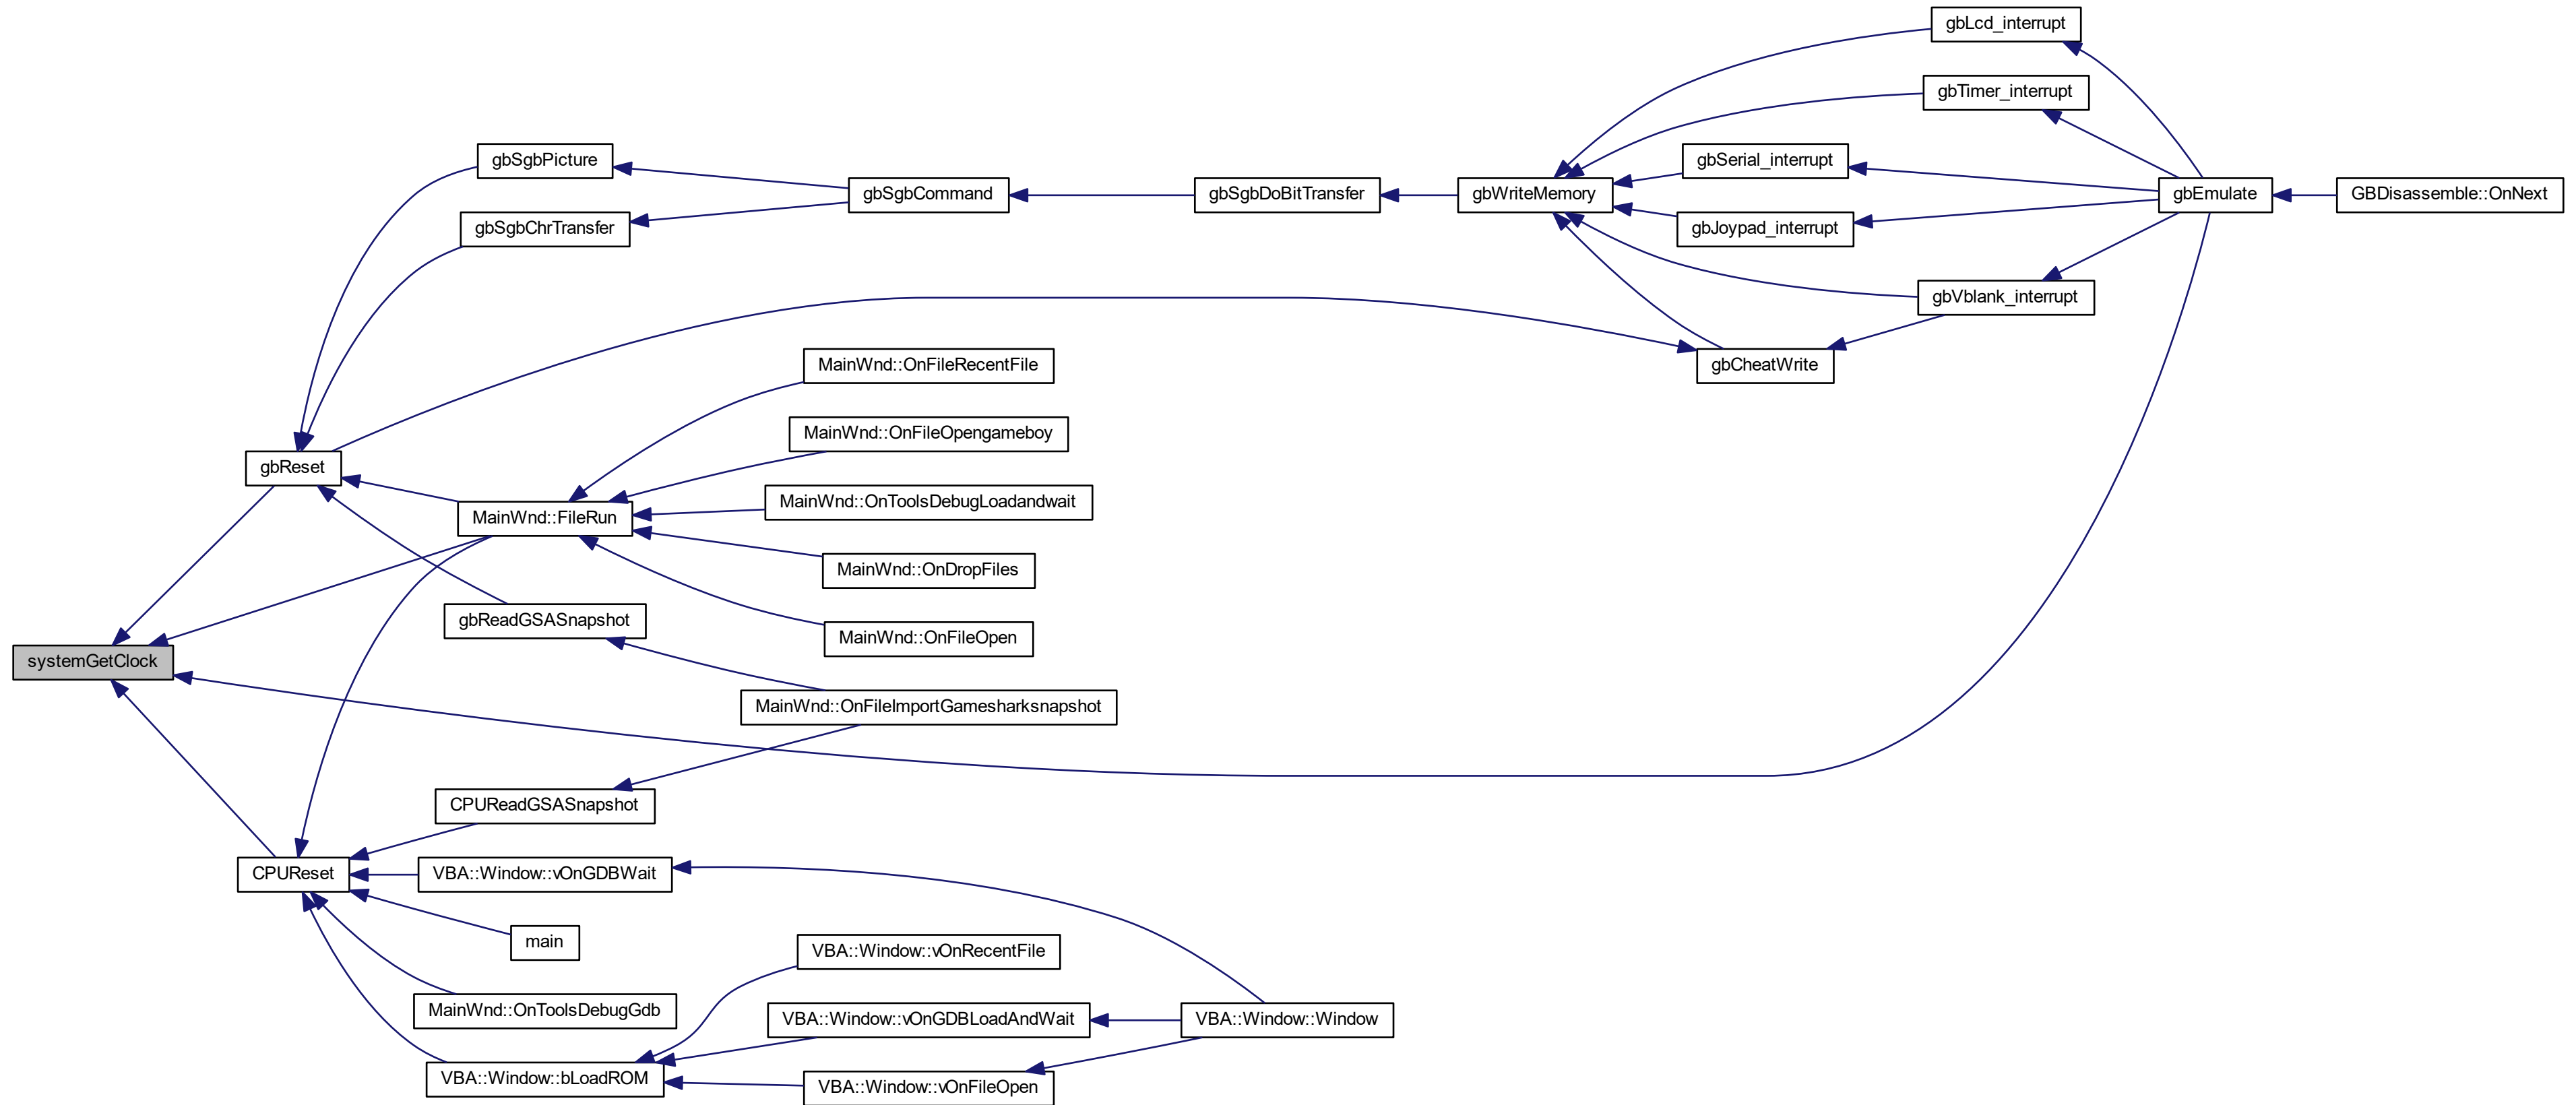 gbLcd_interrupt
gbTimer_interrupt
gbSgbPicture
gbSerial_interrupt
gbSgbCommand
gbSgbDoBitTransfer
gbWriteMemory
gbEmulate
GBDisassemble::OnNext
gbSgbChrTransfer
gbJoypad_interrupt
gbVblank_interrupt
MainWnd::OnFileRecentFile
gbCheatWrite
MainWnd::OnFileOpengameboy
gbReset
MainWnd::OnToolsDebugLoadandwait
MainWnd::FileRun
MainWnd::OnDropFiles
gbReadGSASnapshot
MainWnd::OnFileOpen
systemGetClock
MainWnd::OnFileImportGamesharksnapshot
CPUReadGSASnapshot
CPUReset
VBA::Window::vOnGDBWait
main
VBA::Window::vOnRecentFile
MainWnd::OnToolsDebugGdb
VBA::Window::vOnGDBLoadAndWait
VBA::Window::Window
VBA::Window::bLoadROM
VBA::Window::vOnFileOpen